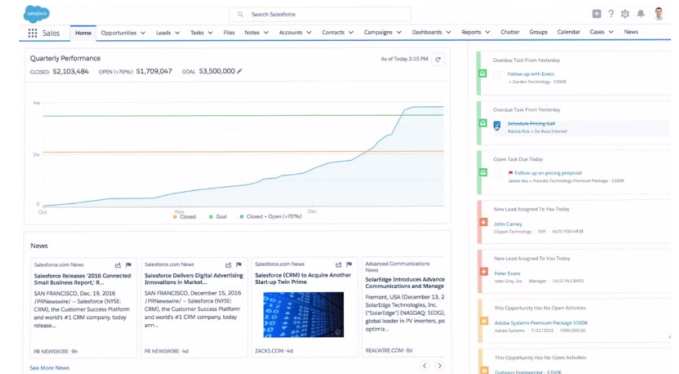 salesforce
Search Salesforce
Sales Home Opportunities Leads Tasks Files Notes Accounts Contacts Campaigns Dashboards Reports Chatter Groups Calendar Cases News
Quarterly Performance
As of Today 2:15 PM
CLOSED $2,103,484 OPEN (>70%) $1,709,047 GOAL $3,500,000
4M
2M
0
Oct Nov Dec
Closed Goal Closed + Open (>70%)
News
Salesforce.com News
Salesforce Releases '2016 Connected
Small Business Report,' R...
SAN FRANCISCO, Dec. 19, 2016
/PRNewswire/ -- Salesforce (NYSE:
CRM), the Customer Success Platform
and world's #1 CRM company, today
release...
PR NEWSWIRE · 9h
Salesforce.com News
Salesforce Delivers Digital Advertising
Innovations in Market...
SAN FRANCISCO, December 15, 2016
/PRNewswire/ -- Salesforce (NYSE:
CRM), the Customer Success Platform
and world's #1 CRM company, today
ann...
PR NEWSWIRE · 4d
Salesforce.com News
Salesforce (CRM) to Acquire Another
Start-up Twin Prime
ZACKS.COM · 4d
Advanced Communications
News
SolarEdge Introduces Advance
Communications and Manage
Fremont, USA (December 13, 2
SolarEdge Technologies, Inc.
("SolarEdge") (NASDAQ: SEDG),
global leader in PV inverters, po
optimiz...
REALWIRE.COM · 6d
See More News
Overdue Task From Yesterday
Follow up with Execs
Overdue Task From Yesterday
Schedule Pricing Call
Open Task Due Today
Follow up on pricing proposal
New Lead Assigned To You Today
John Carney
New Lead Assigned To You Today
Peter Evans
This Opportunity Has No Open Activities
Adobe Systems Premium Package $500K
Adobe Systems
This Opportunity Has No Open Activities